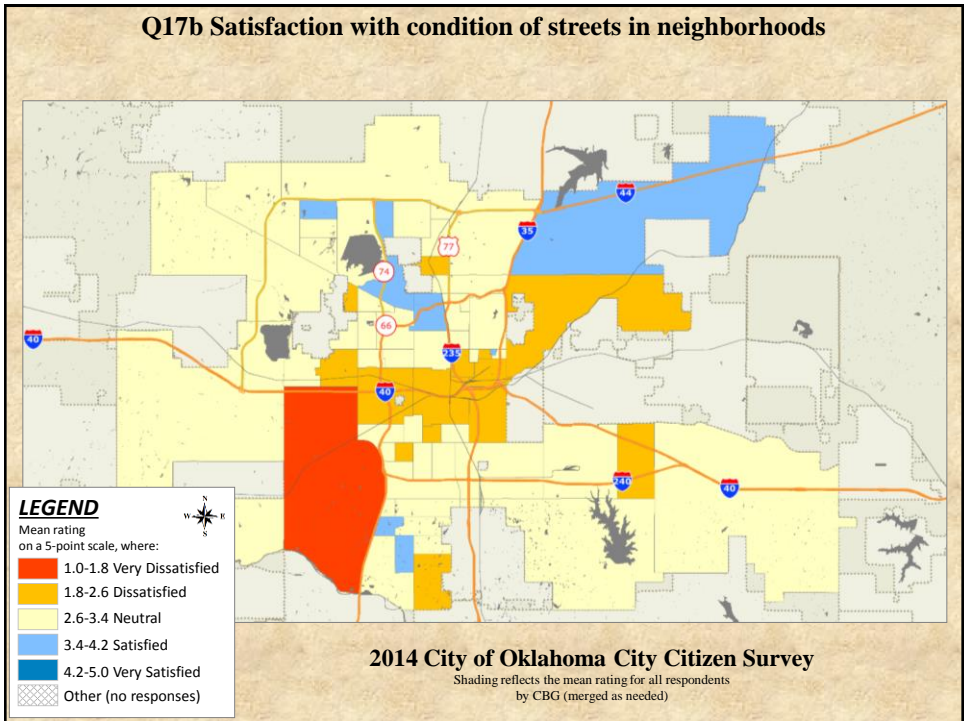 Q17b Satisfaction with condition of streets in neighborhoods
44
35
77
74
66
40
235
40
240
40
LEGEND
N
W E
S
Mean rating
on a 5-point scale, where:
1.0-1.8 Very Dissatisfied
1.8-2.6 Dissatisfied
2.6-3.4 Neutral
3.4-4.2 Satisfied
4.2-5.0 Very Satisfied
Other (no responses)
2014 City of Oklahoma City Citizen Survey
Shading reflects the mean rating for all respondents
by CBG (merged as needed)